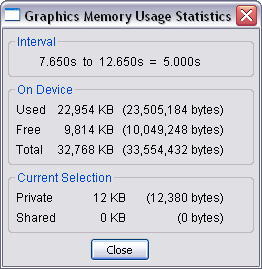 Graphics Memory Usage Statistics
Interval
7.650s to 12.650s = 5.000s
On Device
Used 22,954 KB (23,505,184 bytes)
Free 9,814 KB (10,049,248 bytes)
Total 32,768 KB (33,554,432 bytes)
Current Selection
Private 12 KB (12,380 bytes)
Shared 0 KB (0 bytes)
Close